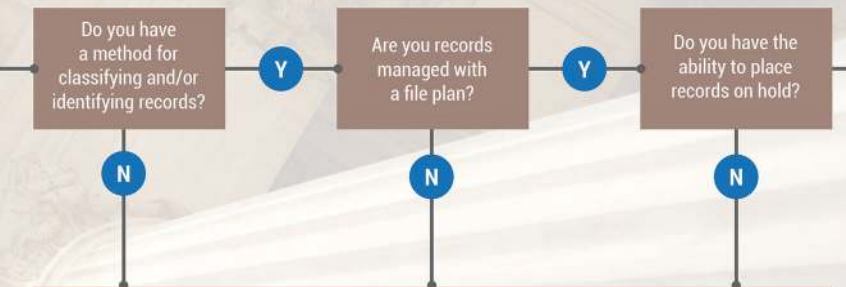 Do you have
a method for
classifying and/or
identifying records?
Y
Are you records
managed with
a file plan?
Y
Do you have the
ability to place
records on hold?
N
N
N